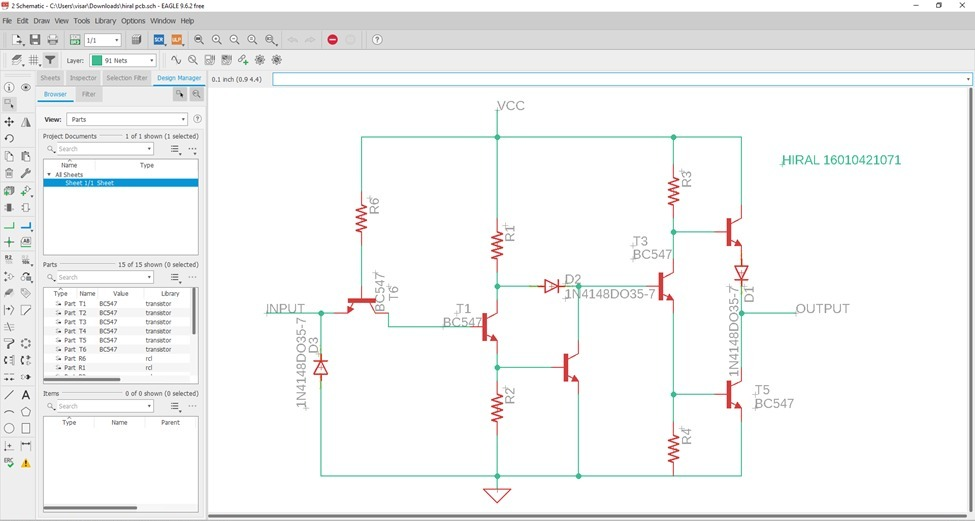 2 Schematic - C:\Users\visar\Downloads\hiral pcb.sch - EAGLE 9.6.2 free
File Edit Draw View Tools Library Options Window Help
1/1 SCR ULP
Layer: 91 Nets
Sheets Inspector Selection Filter Design Manager
0.1 inch (0.9 4.4)
Browser Filter
View: Parts
Project Documents 1 of 1 shown (1 selected)
Search
Name Type
All Sheets
Sheet 1/1 Sheet
Parts 15 of 15 shown (0 selected)
Search
Type Name Value Library
Part T1 BC547 transistor
Part T2 BC547 transistor
Part T3 BC547 transistor
Part T4 BC547 transistor
Part T5 BC547 transistor
Part T6 BC547 transistor
Part R6 rcl
Part R1 rcl
Items 0 of 0 shown (0 selected)
Search
Type Name Parent
ERC
VCC
HIRAL 16010421071
R6
R1
R3
T3
BC547
BC547
T6
D2
1N4148DO35-7
INPUT
T1
BC547
D1
1N4148DO35-7
OUTPUT
D3
1N4148DO35-7
R2
T5
BC547
R4